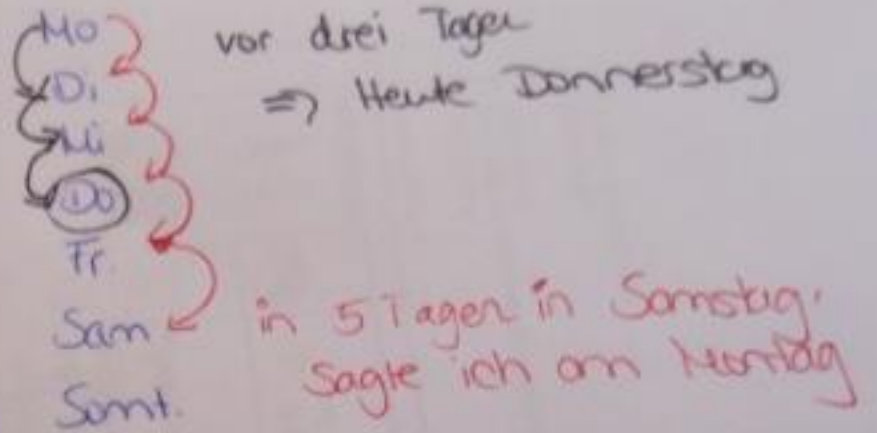 Mo
Di
Mi
Do
Fr.
Sam
Sonnt.
vor drei Tagen
=> Heute Donnerstag
in 5 Tagen in Samstag.
sagte ich am Montag